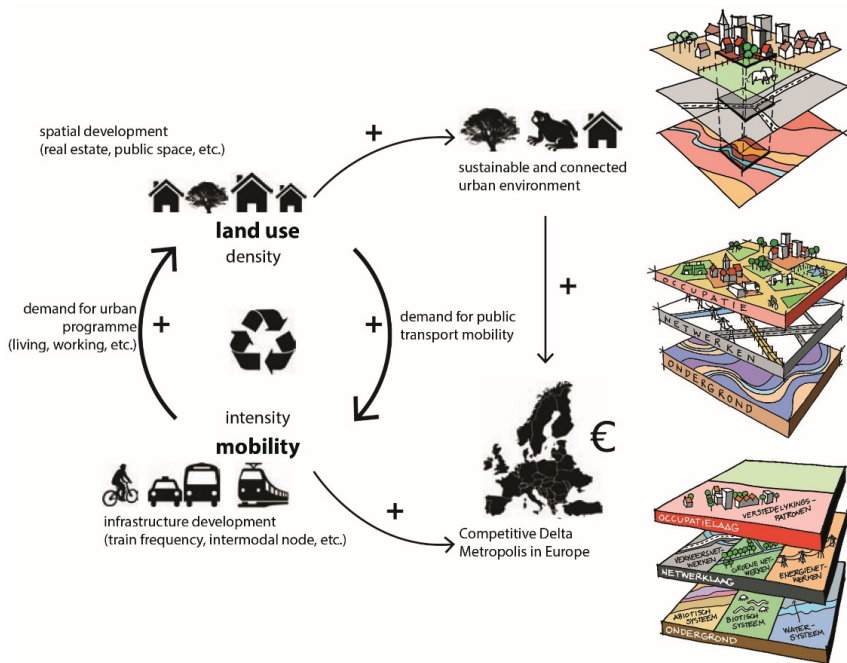 spatial development
(real estate, public space, etc.)
+
sustainable and connected
urban environment
land use
density
demand for urban
programme
(living, working, etc.)
+
+
demand for public
transport mobility
+
intensity
mobility
€
infrastructure development
(train frequency, intermodal node, etc.)
+
Competitive Delta
Metropolis in Europe
OCCUPATIE
NETWERKEN
ONDERGROND
VERSTEDELYKINGS-
PATRONEN
OCCUPATIELAAG
VERKEERSNET-
WERKEN
GROENE NET-
WERKEN
ENERGIENET-
WERKEN
NETWERKLAAG
ABIOTISCH
SYSTEEM
BIOTISCH
SYSTEEM
WATER-
SYSTEEM
ONDERGROND